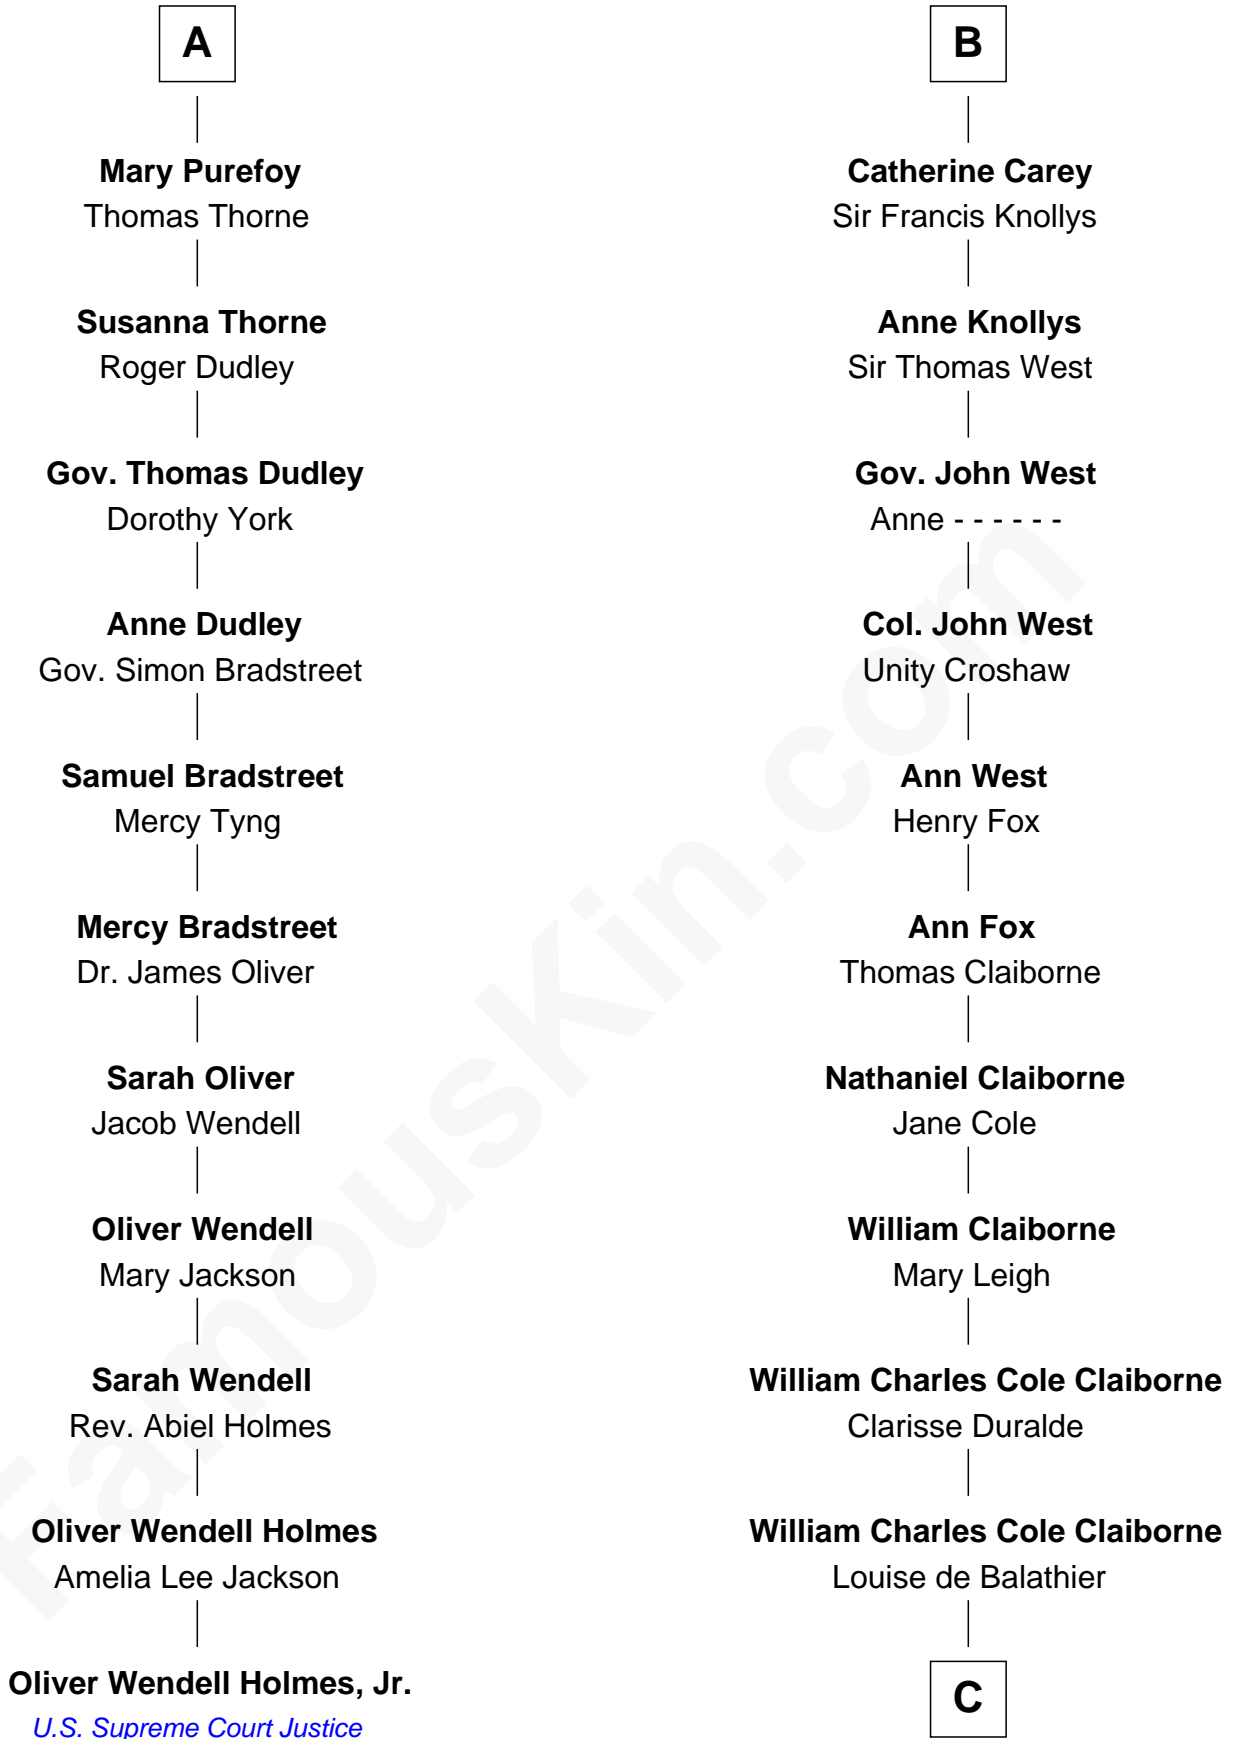 A
Mary Purefoy
Thomas Thorne
Susanna Thorne
Roger Dudley
Gov. Thomas Dudley
Dorothy York
Anne Dudley
Gov. Simon Bradstreet
Samuel Bradstreet
Mercy Tyng
Mercy Bradstreet
Dr. James Oliver
Sarah Oliver
Jacob Wendell
Oliver Wendell
Mary Jackson
Sarah Wendell
Rev. Abiel Holmes
Oliver Wendell Holmes
Amelia Lee Jackson
Oliver Wendell Holmes, Jr.
U.S. Supreme Court Justice
B
Catherine Carey
Sir Francis Knollys
Anne Knollys
Sir Thomas West
Gov. John West
Anne - - - - - -
Col. John West
Unity Croshaw
Ann West
Henry Fox
Ann Fox
Thomas Claiborne
Nathaniel Claiborne
Jane Cole
William Claiborne
Mary Leigh
William Charles Cole Claiborne
Clarisse Duralde
William Charles Cole Claiborne
Louise de Balathier
C
FamousKin.com